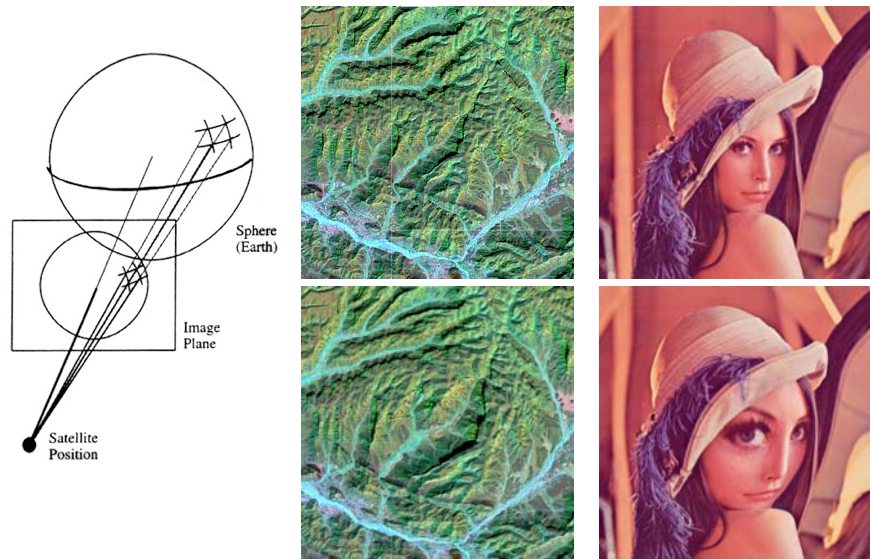 Sphere
(Earth)
Image
Plane
Satellite
Position